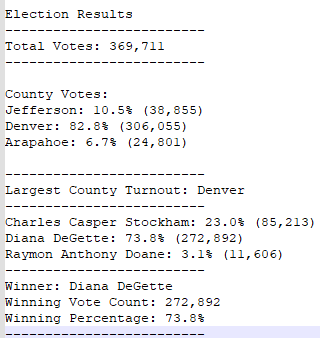 Election Results
-------------------------
Total Votes: 369,711
-------------------------
County Votes:
Jefferson: 10.5% (38,855)
Denver: 82.8% (306,055)
Arapahoe: 6.7% (24,801)
-------------------------
Largest County Turnout: Denver
-------------------------
Charles Casper Stockham: 23.0% (85,213)
Diana DeGette: 73.8% (272,892)
Raymon Anthony Doane: 3.1% (11,606)
-------------------------
Winner: Diana DeGette
Winning Vote Count: 272,892
Winning Percentage: 73.8%
-------------------------